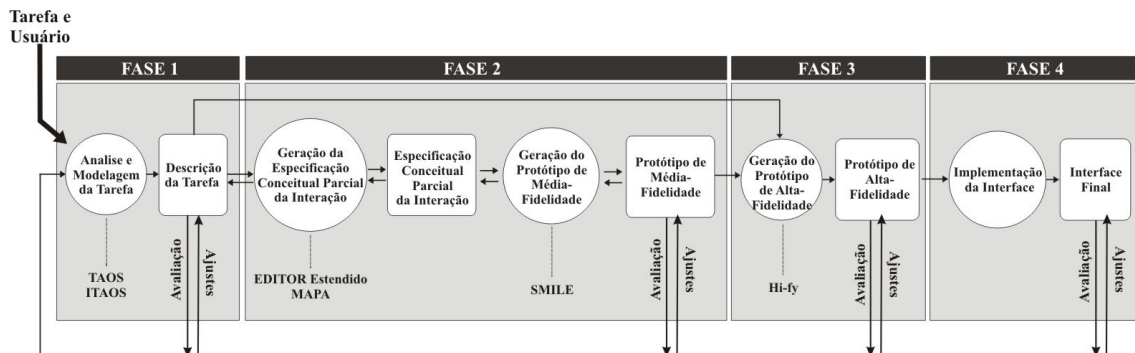 Tarefa e
Usuário
FASE 1
FASE 2
FASE 3
FASE 4
Analise e
Modelagem
da Tarefa
Descrição
da Tarefa
Geração da
Especificação
Conceitual Parcial
da Interação
Especificação
Conceitual
Parcial
da Interação
Geração do
Protótipo de
Média-
Fidelidade
Protótipo de
Média-
Fidelidade
Geração do
Protótipo
de Alta-
Fidelidade
Protótipo de
Alta-
Fidelidade
Implementação
da Interface
Interface
Final
TAOS
ITAOS
Avaliação
Ajustes
EDITOR Estendido
MAPA
SMILE
Avaliação
Ajustes
Hi-fy
Avaliação
Ajustes
Avaliação
Ajustes